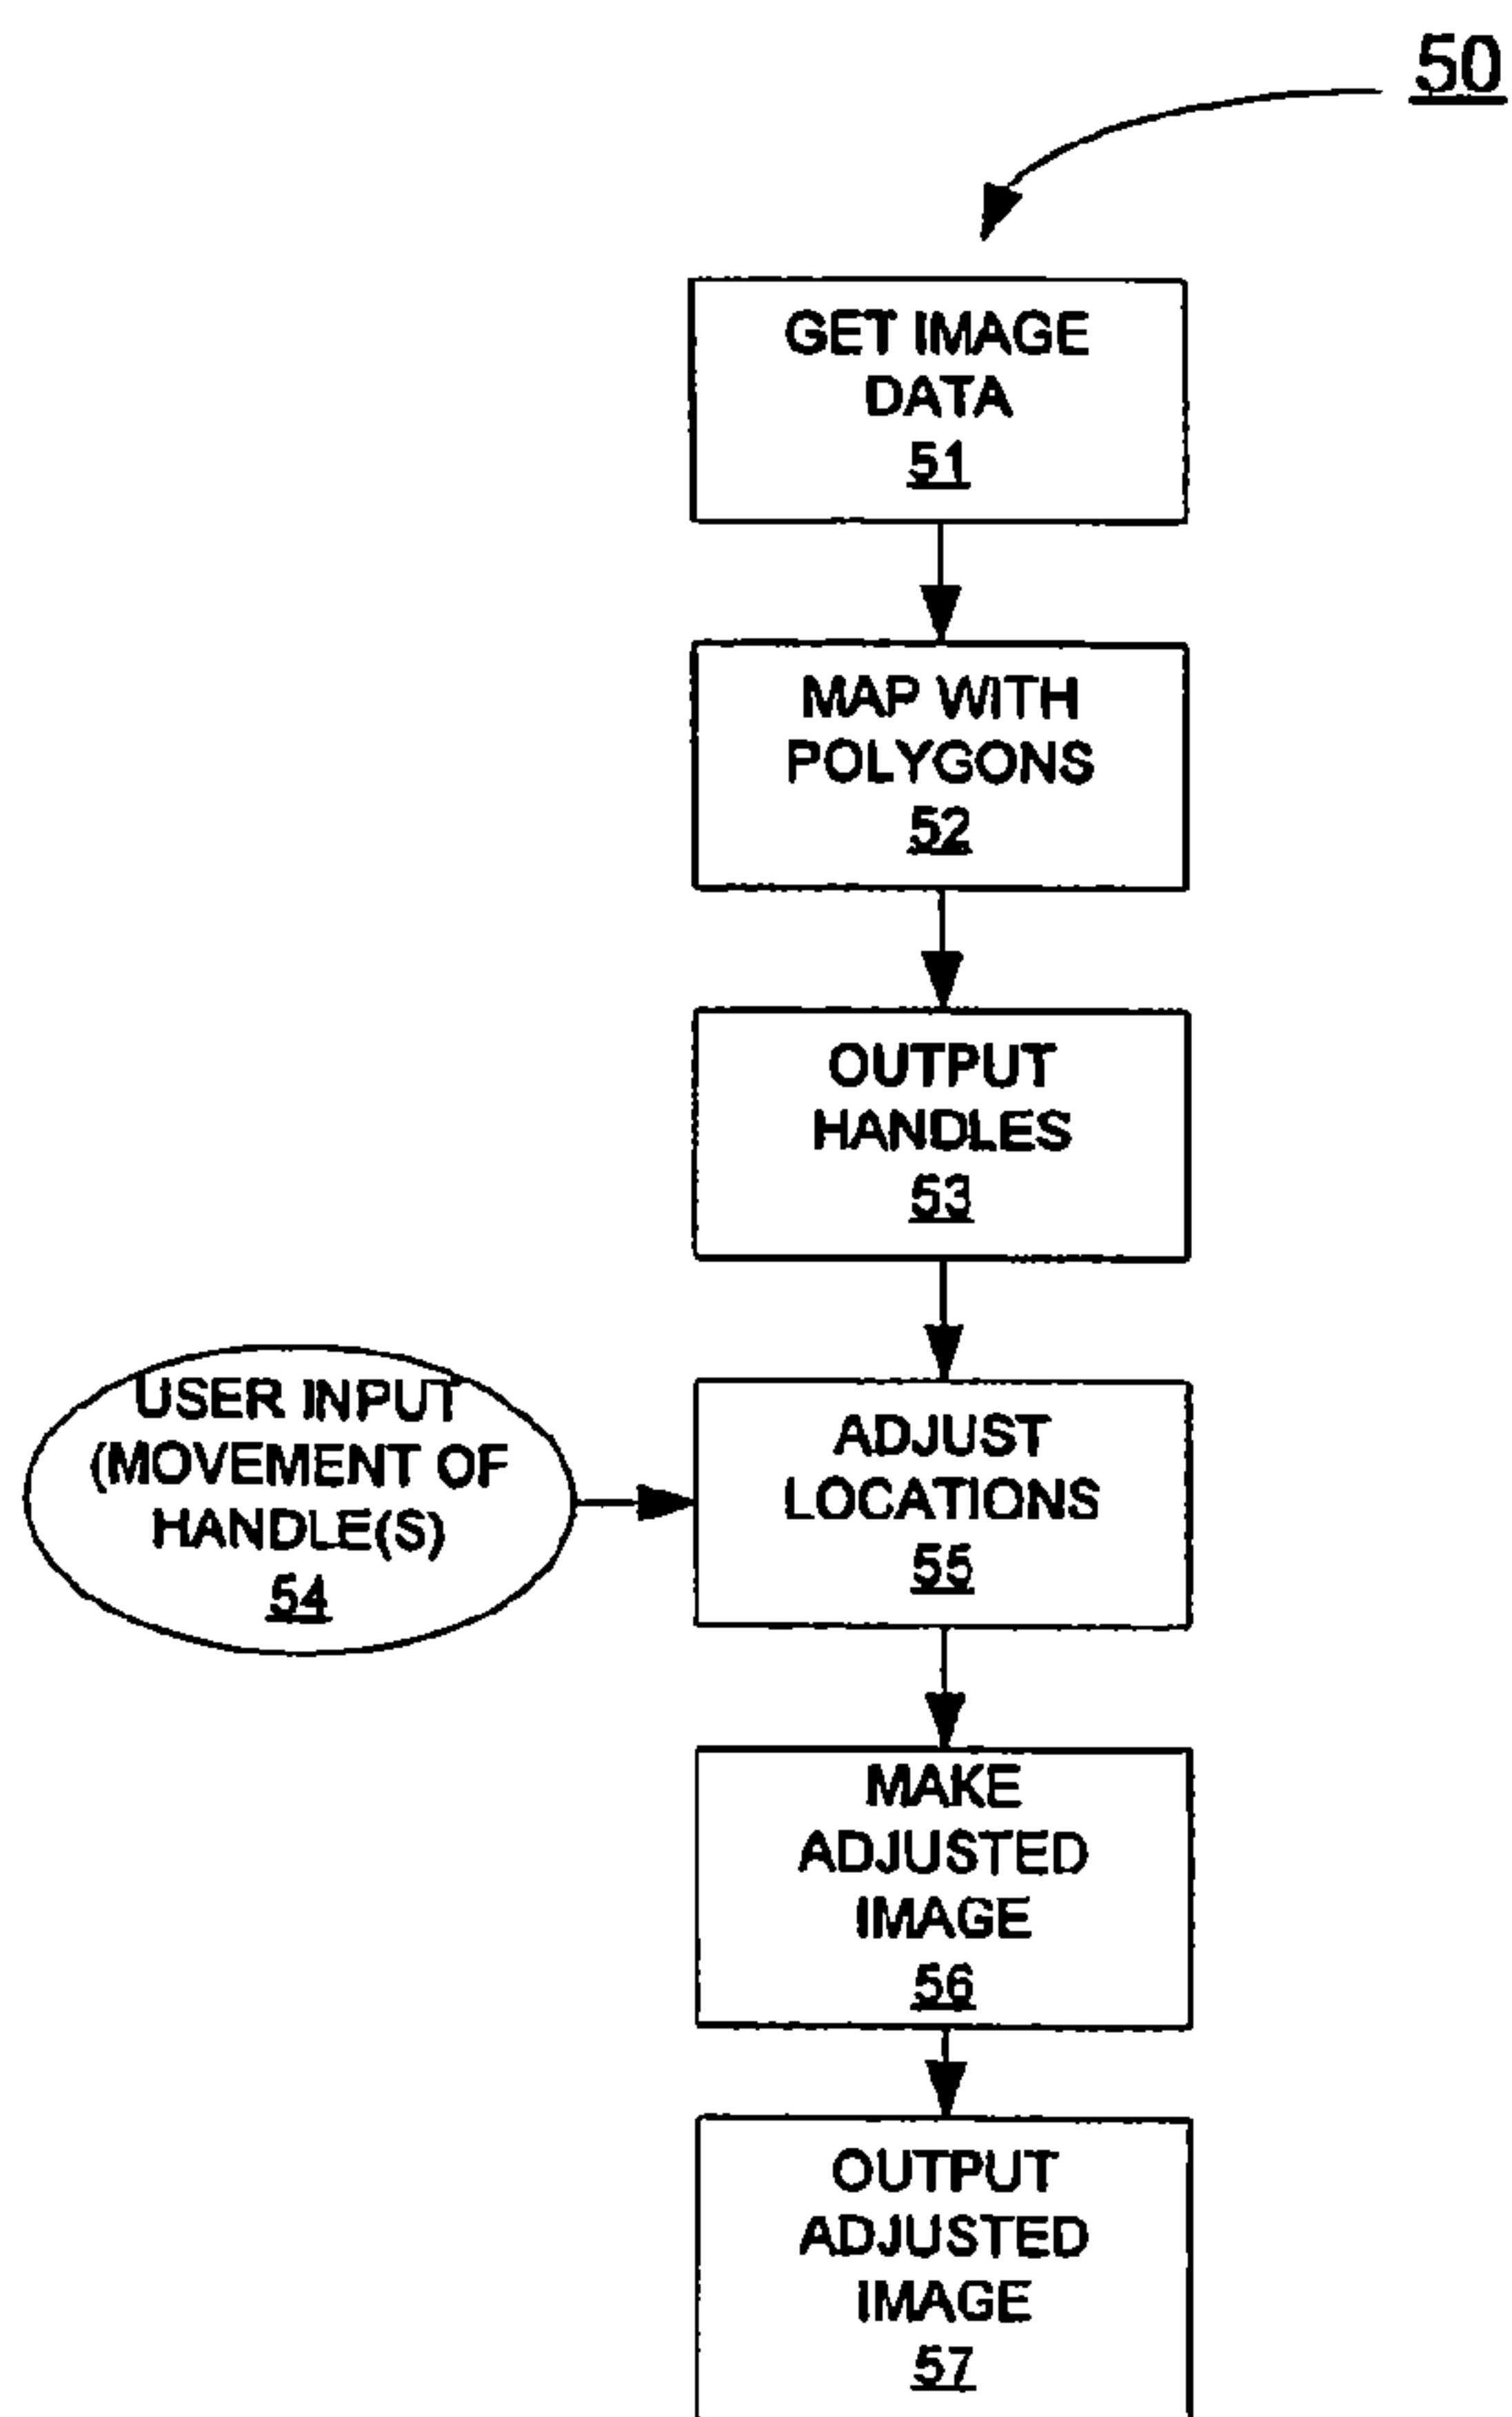 50
GET IMAGE
DATA
51
MAP WITH
POLYGONS
52
OUTPUT
HANDLES
53
USER INPUT
(MOVEMENT OF
HANDLE(S)
54
ADJUST
LOCATIONS
55
MAKE
ADJUSTED
IMAGE
56
OUTPUT
ADJUSTED
IMAGE
57